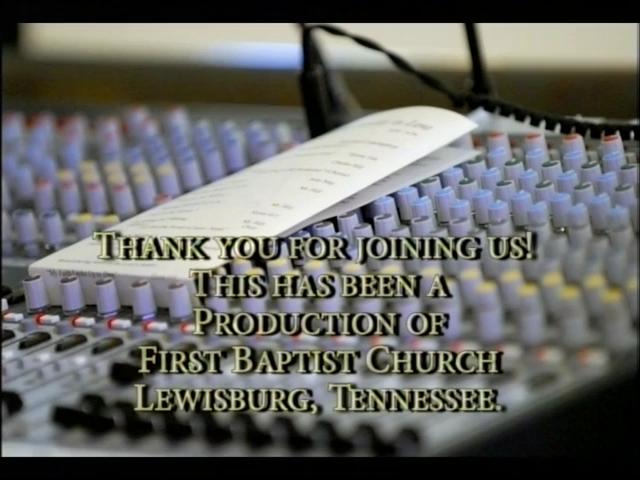 THANK YOU FOR JOINING US!
THIS HAS BEEN A
PRODUCTION OF
FIRST BAPTIST CHURCH
LEWISBURG, TENNESSEE.